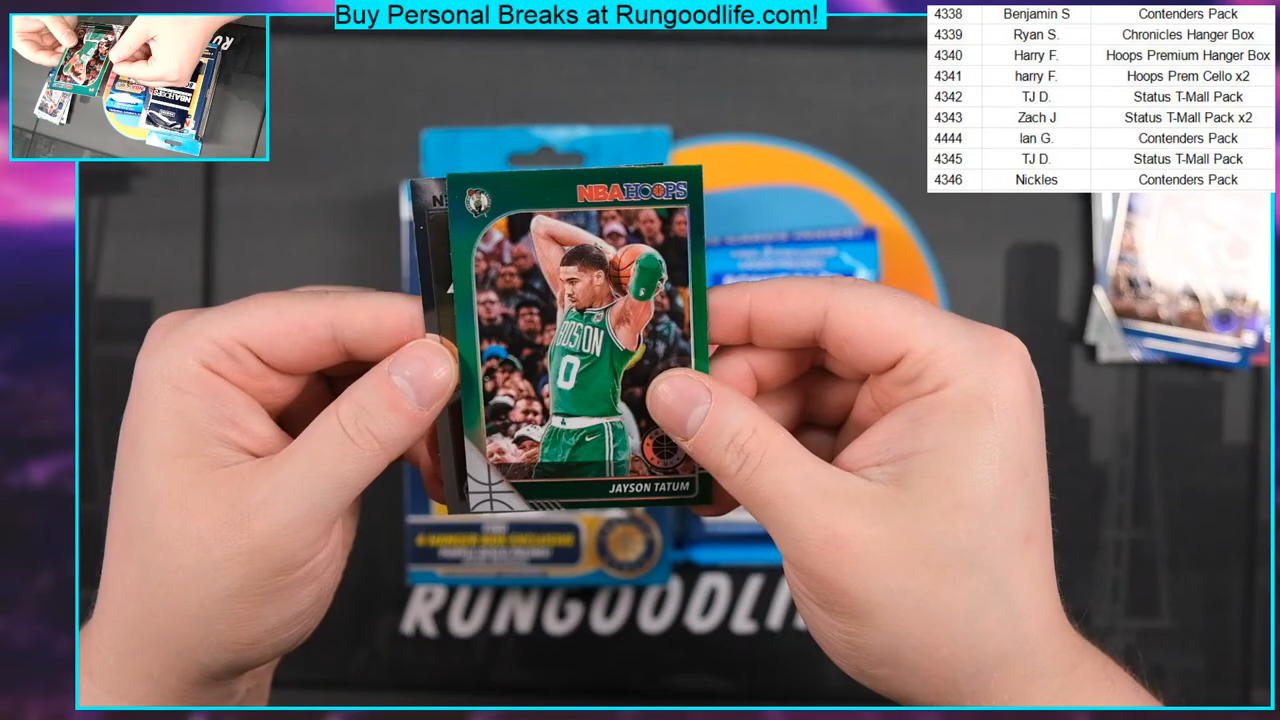 Buy Personal Breaks at Rungoodlife.com!
4338 Benjamin S Contenders Pack
4339 Ryan S. Chronicles Hanger Box
4340 Harry F. Hoops Premium Hanger Box
4341 harry F. Hoops Prem Cello x2
4342 TJ D. Status T-Mall Pack
4343 Zach J Status T-Mall Pack x2
4444 Ian G. Contenders Pack
4345 TJ D. Status T-Mall Pack
4346 Nickles Contenders Pack
NBA HOOPS
BOSTON
0
JAYSON TATUM
RUNGOODLI